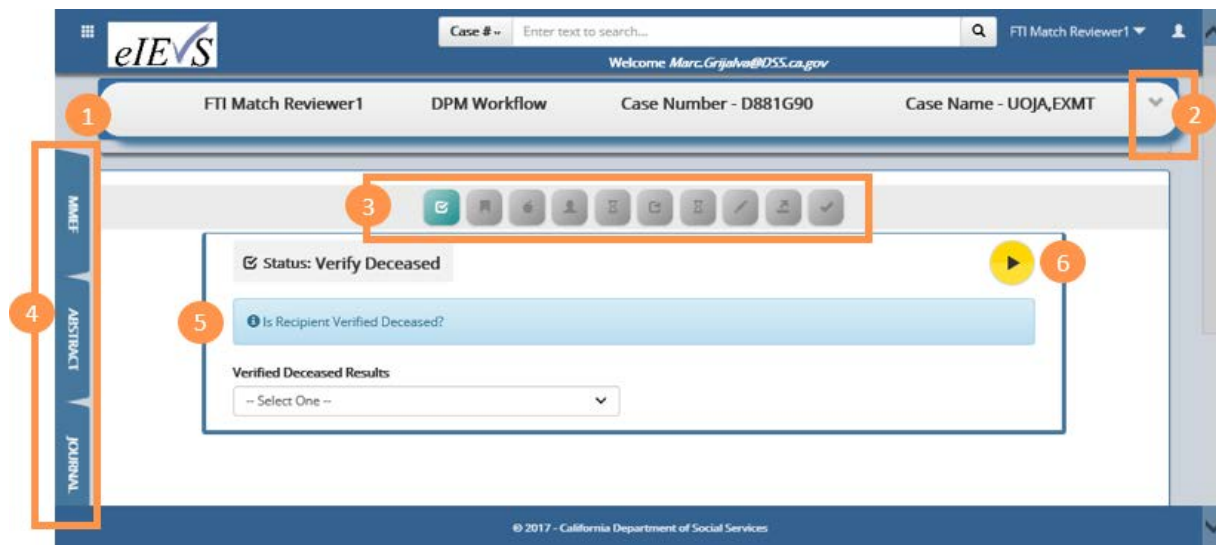 eIEVS
Case #
Enter text to search...
FTI Match Reviewer1
Welcome Marc.Grijalva@DSS.ca.gov
1
FTI Match Reviewer1
DPM Workflow
Case Number - D881G90
Case Name - UOJA,EXMT
2
3
4
MMEF
ABSTRACT
JOURNAL
Status: Verify Deceased
6
5
Is Recipient Verified Deceased?
Verified Deceased Results
-- Select One --
© 2017 - California Department of Social Services